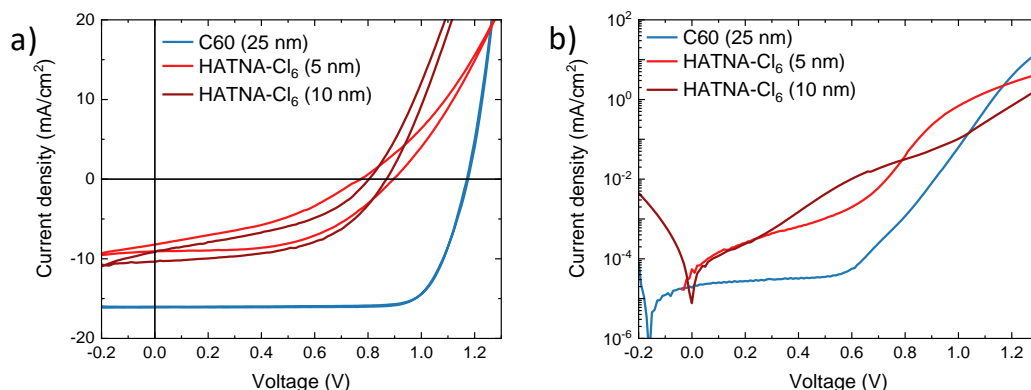 a)
Current density (mA/cm²)
20
10
0
-10
-20
C60 (25 nm)
HATNA-Cl₆ (5 nm)
HATNA-Cl₆ (10 nm)
-0.2 0.0 0.2 0.4 0.6 0.8 1.0 1.2
Voltage (V)
b)
Current density (mA/cm²)
10²
10⁰
10⁻²
10⁻⁴
10⁻⁶
C60 (25 nm)
HATNA-Cl₆ (5 nm)
HATNA-Cl₆ (10 nm)
-0.2 0.0 0.2 0.4 0.6 0.8 1.0 1.2
Voltage (V)